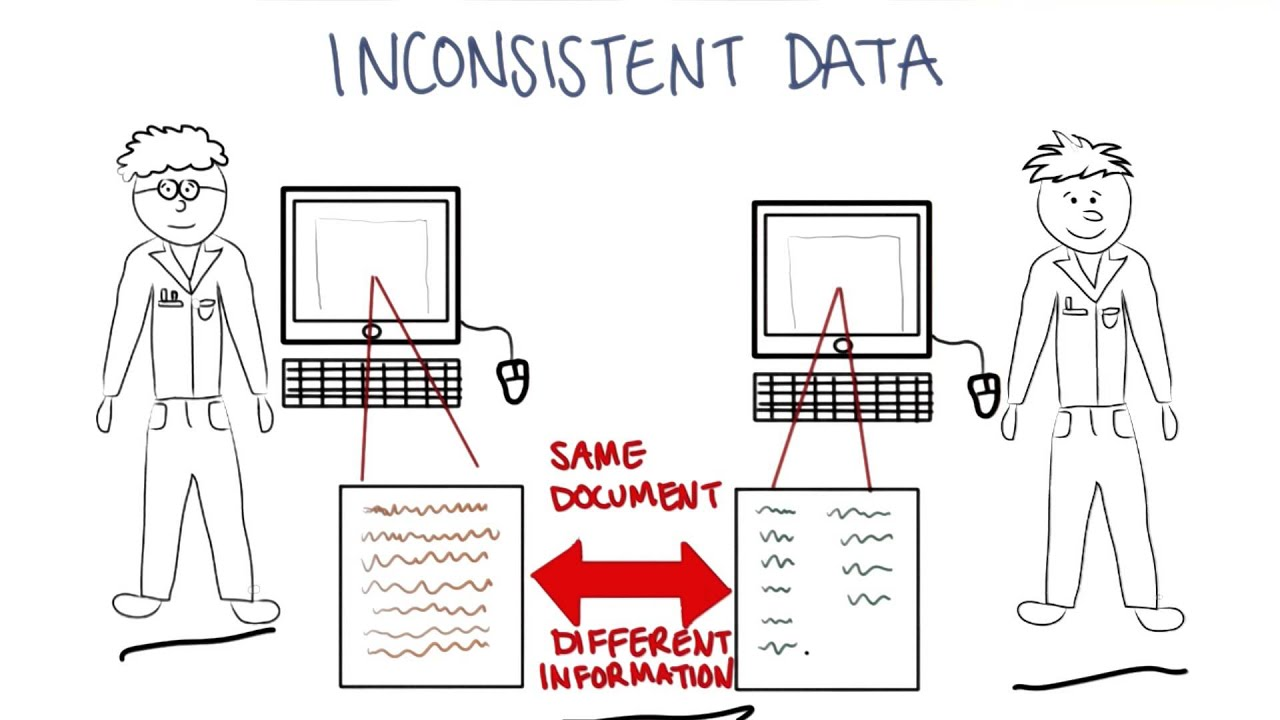 INCONSISTENT DATA
SAME
DOCUMENT
DIFFERENT
INFORMATION